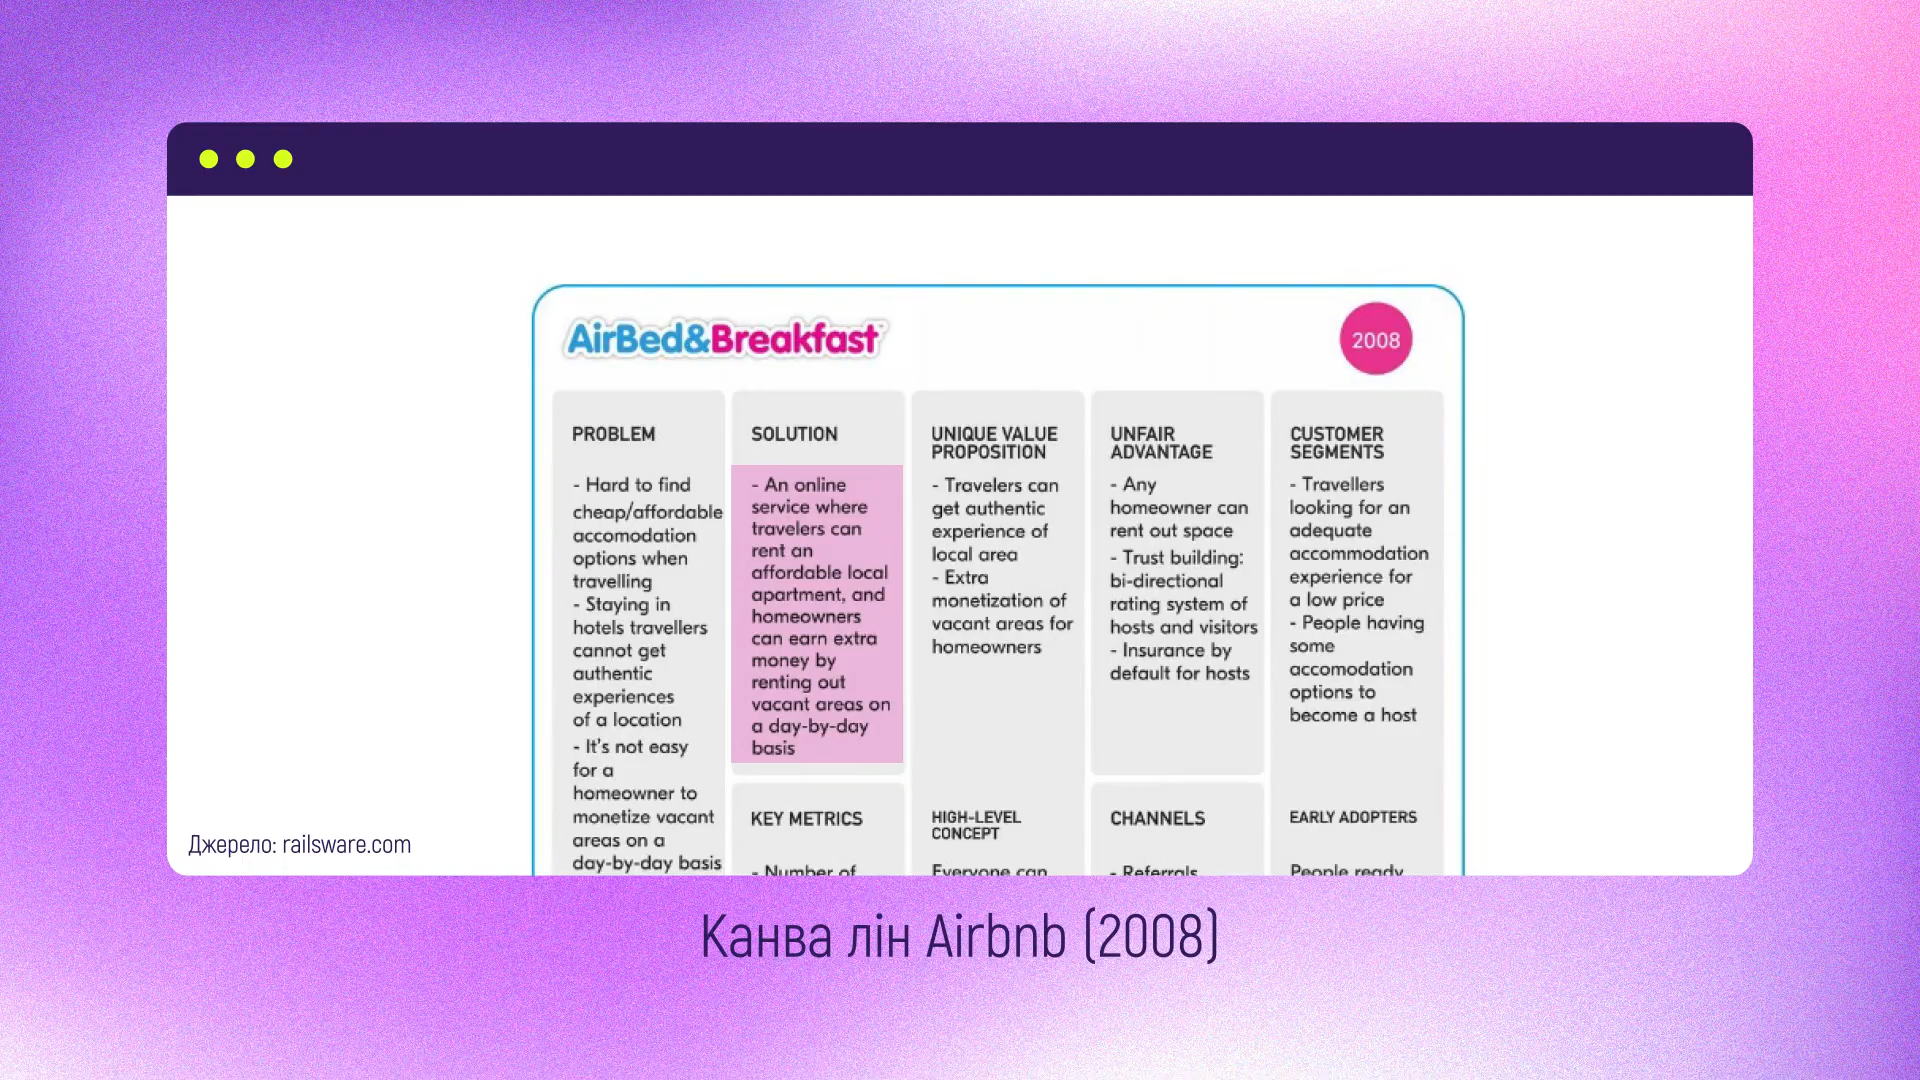 AirBed&Breakfast
2008
PROBLEM
- Hard to find
cheap/affordable
accomodation
options when
travelling
- Staying in
hotels travellers
cannot get
authentic
experiences
of a location
- It's not easy
for a
homeowner to
monetize vacant
areas on a
day-by-day basis
SOLUTION
- An online
service where
travelers can
rent an
affordable local
apartment, and
homeowners
can earn extra
money by
renting out
vacant areas on
a day-by-day
basis
KEY METRICS
- Number of
UNIQUE VALUE
PROPOSITION
- Travelers can
get authentic
experience of
local area
- Extra
monetization of
vacant areas for
homeowners
HIGH-LEVEL
CONCEPT
Everyone can
UNFAIR
ADVANTAGE
- Any
homeowner can
rent out space
- Trust building:
bi-directional
rating system of
hosts and visitors
- Insurance by
default for hosts
CHANNELS
- Referrals
CUSTOMER
SEGMENTS
- Travellers
looking for an
adequate
accommodation
experience for
a low price
- People having
some
accomodation
options to
become a host
EARLY ADOPTERS
People ready
Джерело: railsware.com
Канва лін Airbnb (2008)